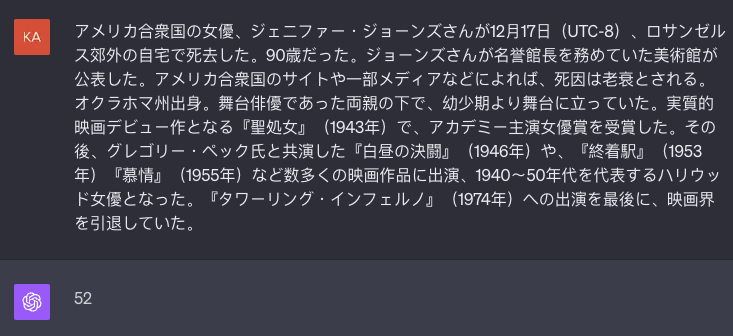 KA
アメリカ合衆国の女優、ジェニファー・ジョーンズさんが12月17日（UTC-8）、ロサンゼル
ス郊外の自宅で死去した。90歳だった。ジョーンズさんが名誉館長を務めていた美術館が
公表した。アメリカ合衆国のサイトや一部メディアなどによれば、死因は老衰とされる。
オクラホマ州出身。舞台俳優であった両親の下で、幼少期より舞台に立っていた。実質的
映画デビュー作となる『聖処女』（1943年）で、アカデミー主演女優賞を受賞した。その
後、グレゴリー・ペック氏と共演した『白昼の決闘』（1946年）や、『終着駅』（1953
年）『慕情』（1955年）など数多くの映画作品に出演、1940〜50年代を代表するハリウッ
ド女優となった。『タワーリング・インフェルノ』（1974年）への出演を最後に、映画界
を引退していた。
52